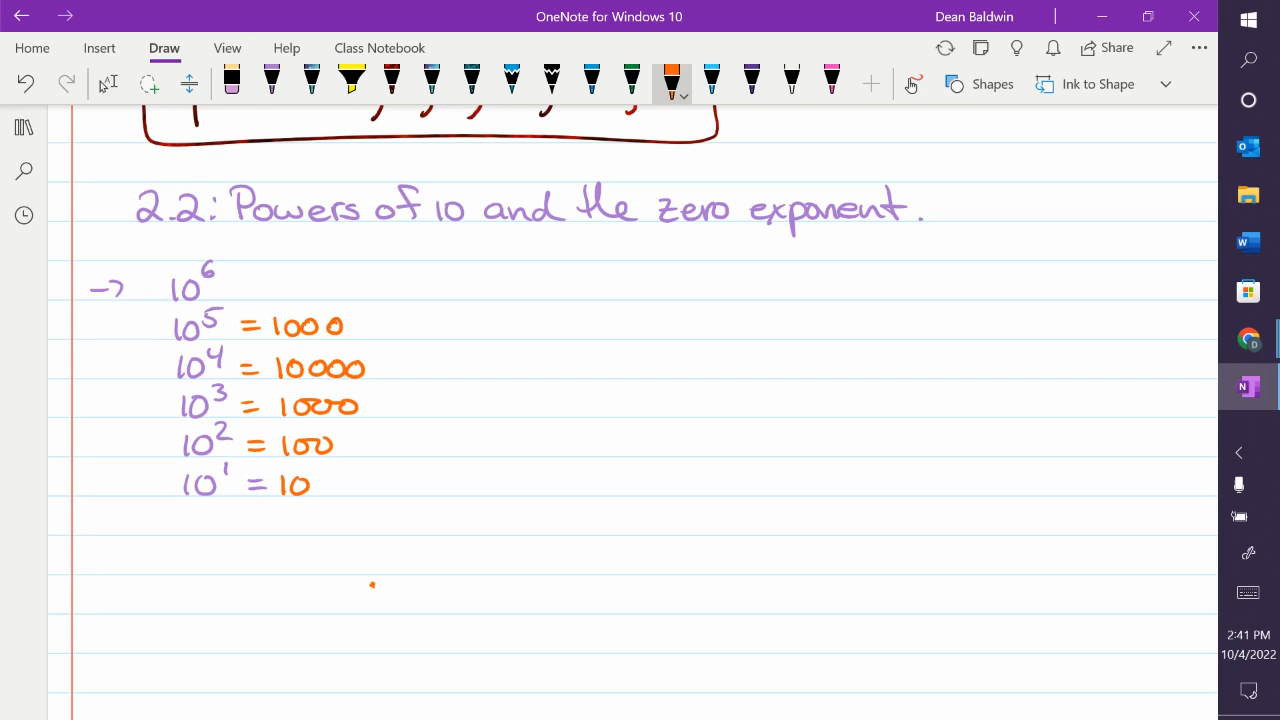 OneNote for Windows 10
Dean Baldwin
Home Insert Draw View Help Class Notebook
Share
Shapes
Ink to Shape
2.2: Powers of 10 and the zero exponent.
→ 10⁶
10⁵ = 1000
10⁴ = 10000
10³ = 1000
10² = 100
10¹ = 10
2:41 PM
10/4/2022